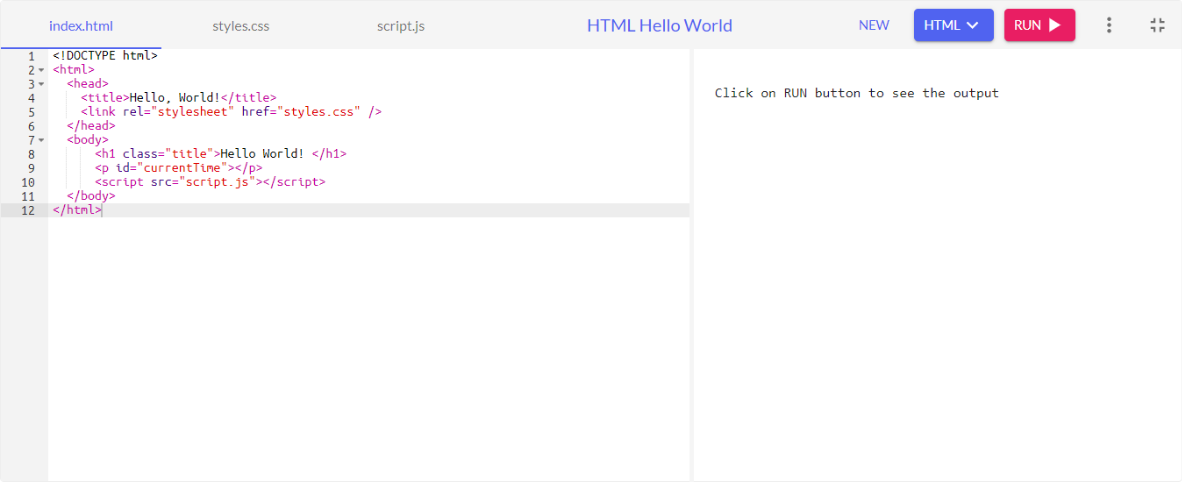 index.html styles.css script.js HTML Hello World NEW HTML RUN
1 <!DOCTYPE html>
2 <html>
3 <head>
4 <title>Hello, World!</title>
5 <link rel="stylesheet" href="styles.css" />
6 </head>
7 <body>
8 <h1 class="title">Hello World! </h1>
9 <p id="currentTime"></p>
10 <script src="script.js"></script>
11 </body>
12 </html>
Click on RUN button to see the output